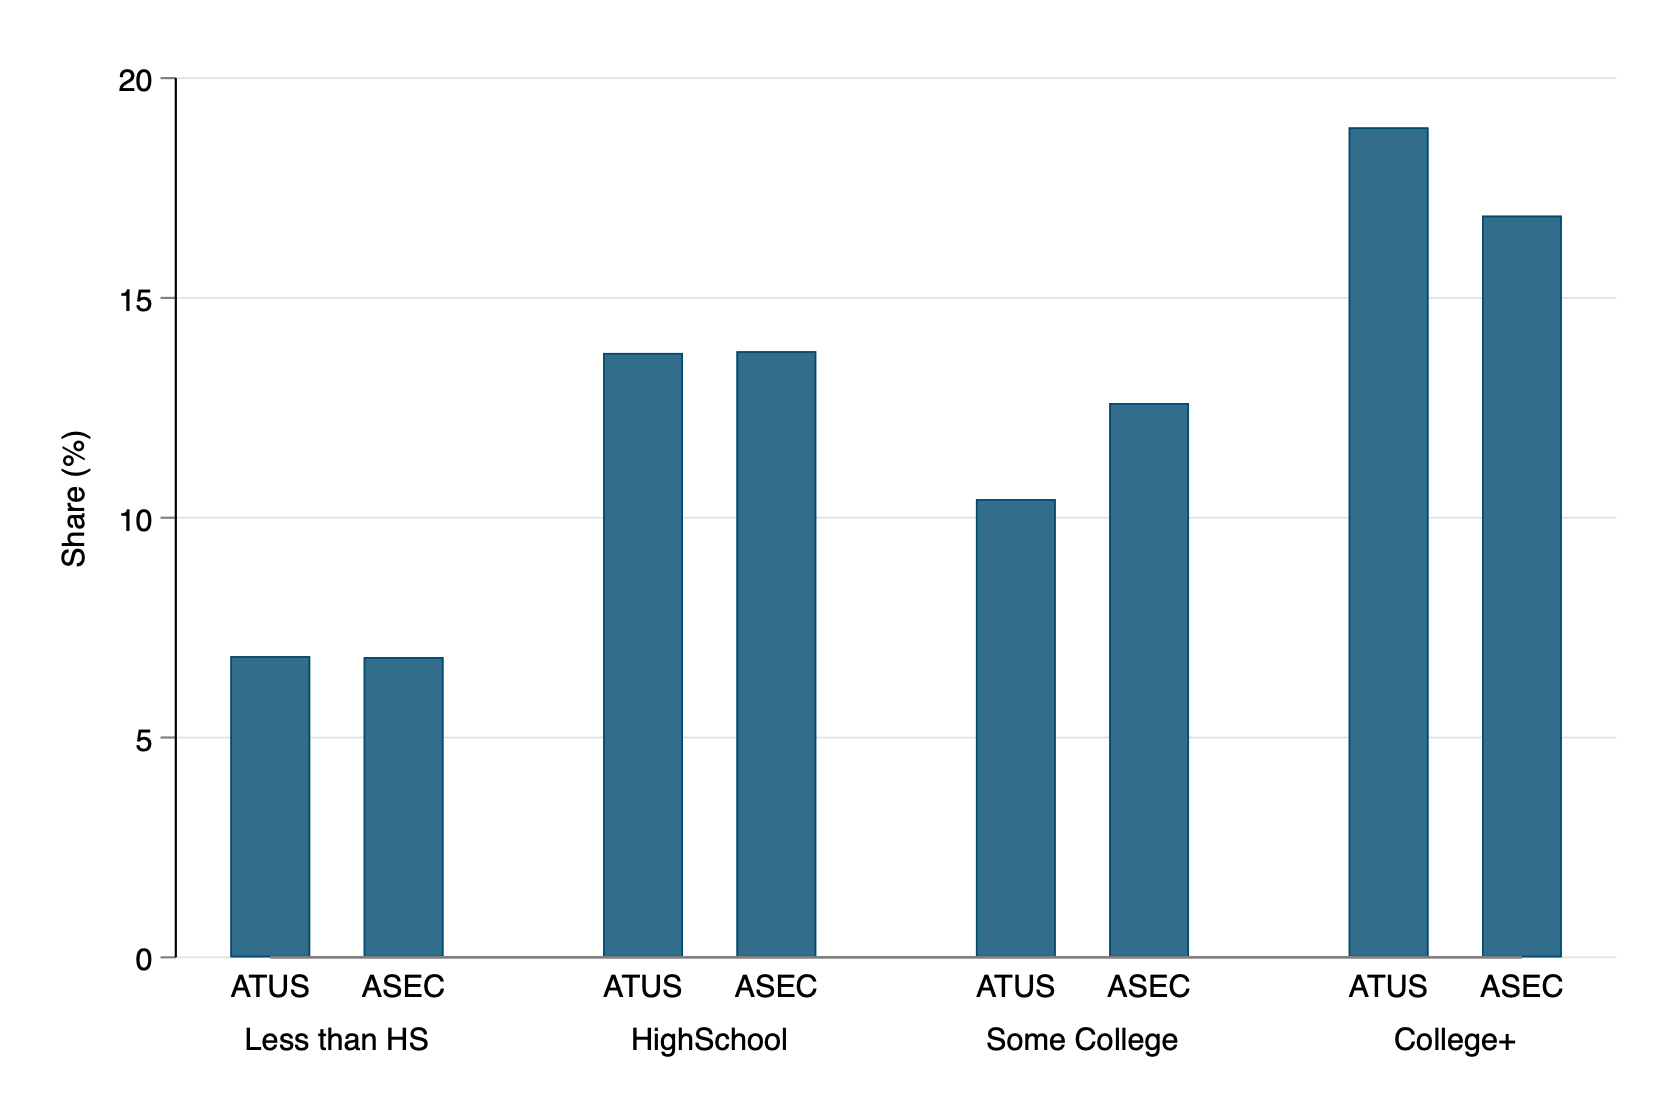 Share (%)
20
15
10
5
0
ATUS ASEC ATUS ASEC ATUS ASEC ATUS ASEC
Less than HS HighSchool Some College College+